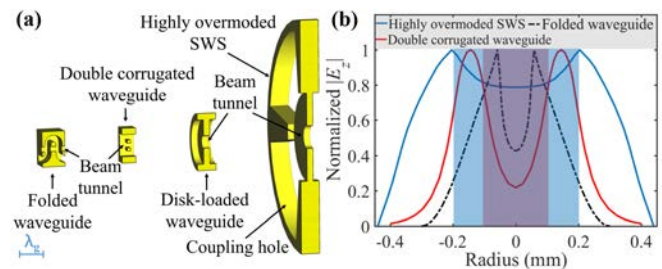 (a)
Highly overmoded
SWS
Beam
tunnel
Double corrugated
waveguide
Beam
tunnel
Folded
waveguide
Disk-loaded
waveguide
Coupling hole
λg
(b)
Highly overmoded SWS
Folded waveguide
Double corrugated waveguide
Normalized |E_z|
1
0.8
0.6
0.4
0.2
0
-0.4
-0.2
0
0.2
0.4
Radius (mm)